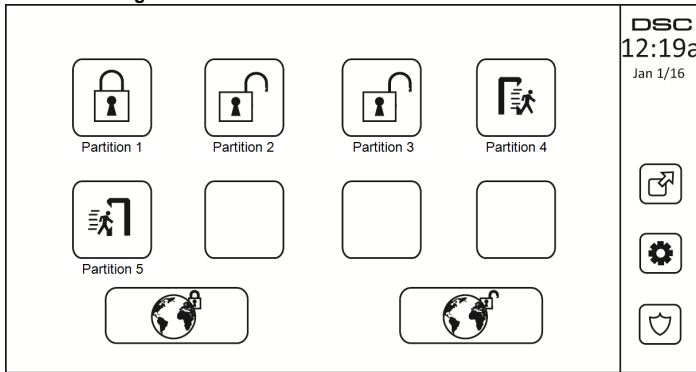 DSC
12:19a
Jan 1/16
Partition 1
Partition 2
Partition 3
Partition 4
Partition 5